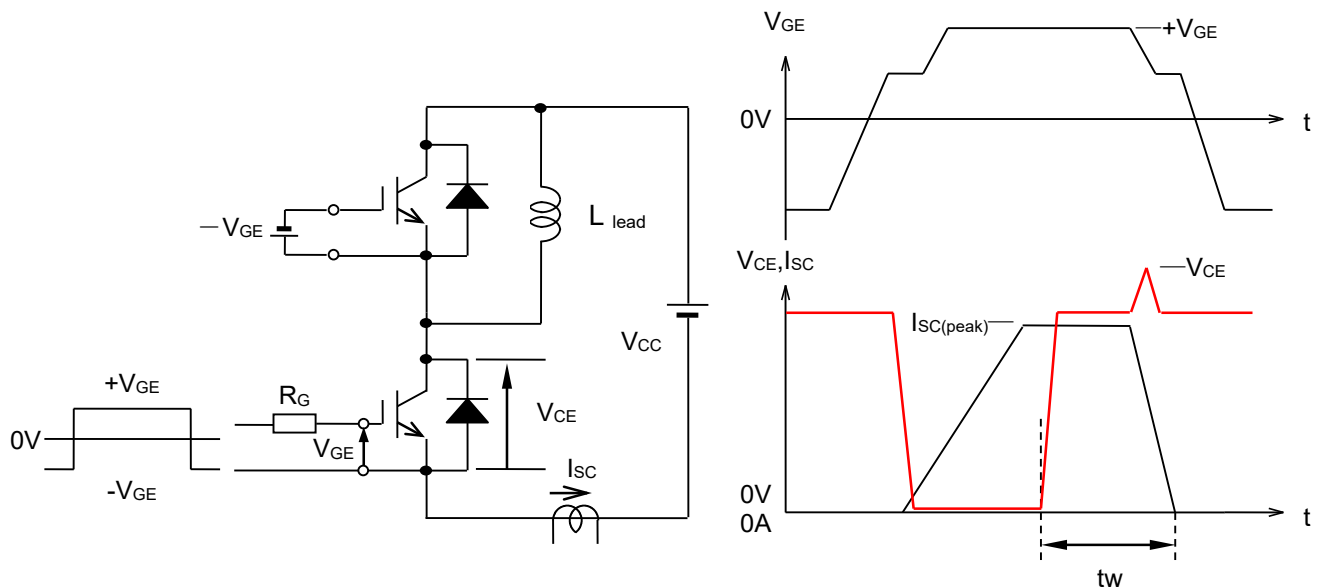 —VGE
L lead
VCC
+VGE
0V
-VGE
RG
VGE
VCE
ISC
VGE
—+VGE
0V
t
VCE,ISC
—VCE
ISC(peak)—
0V
0A
t
tw